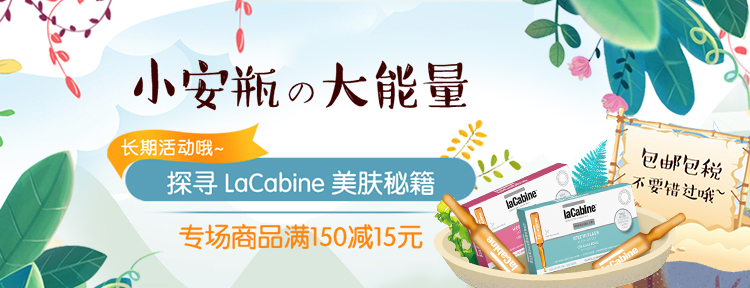 小安瓶の大能量
长期活动哦~
探寻 LaCabine 美肤秘籍
专场商品满150减15元
包邮包税
不要错过哦~
laCabine
laCabine
laCabine
laCabine